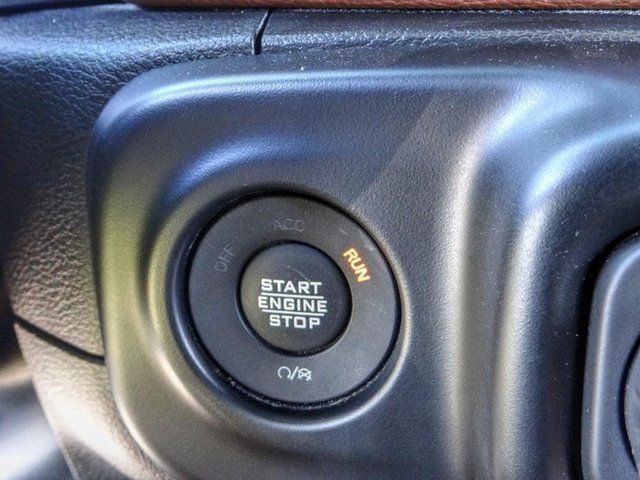 OFF
ACC
RUN
START
ENGINE
STOP